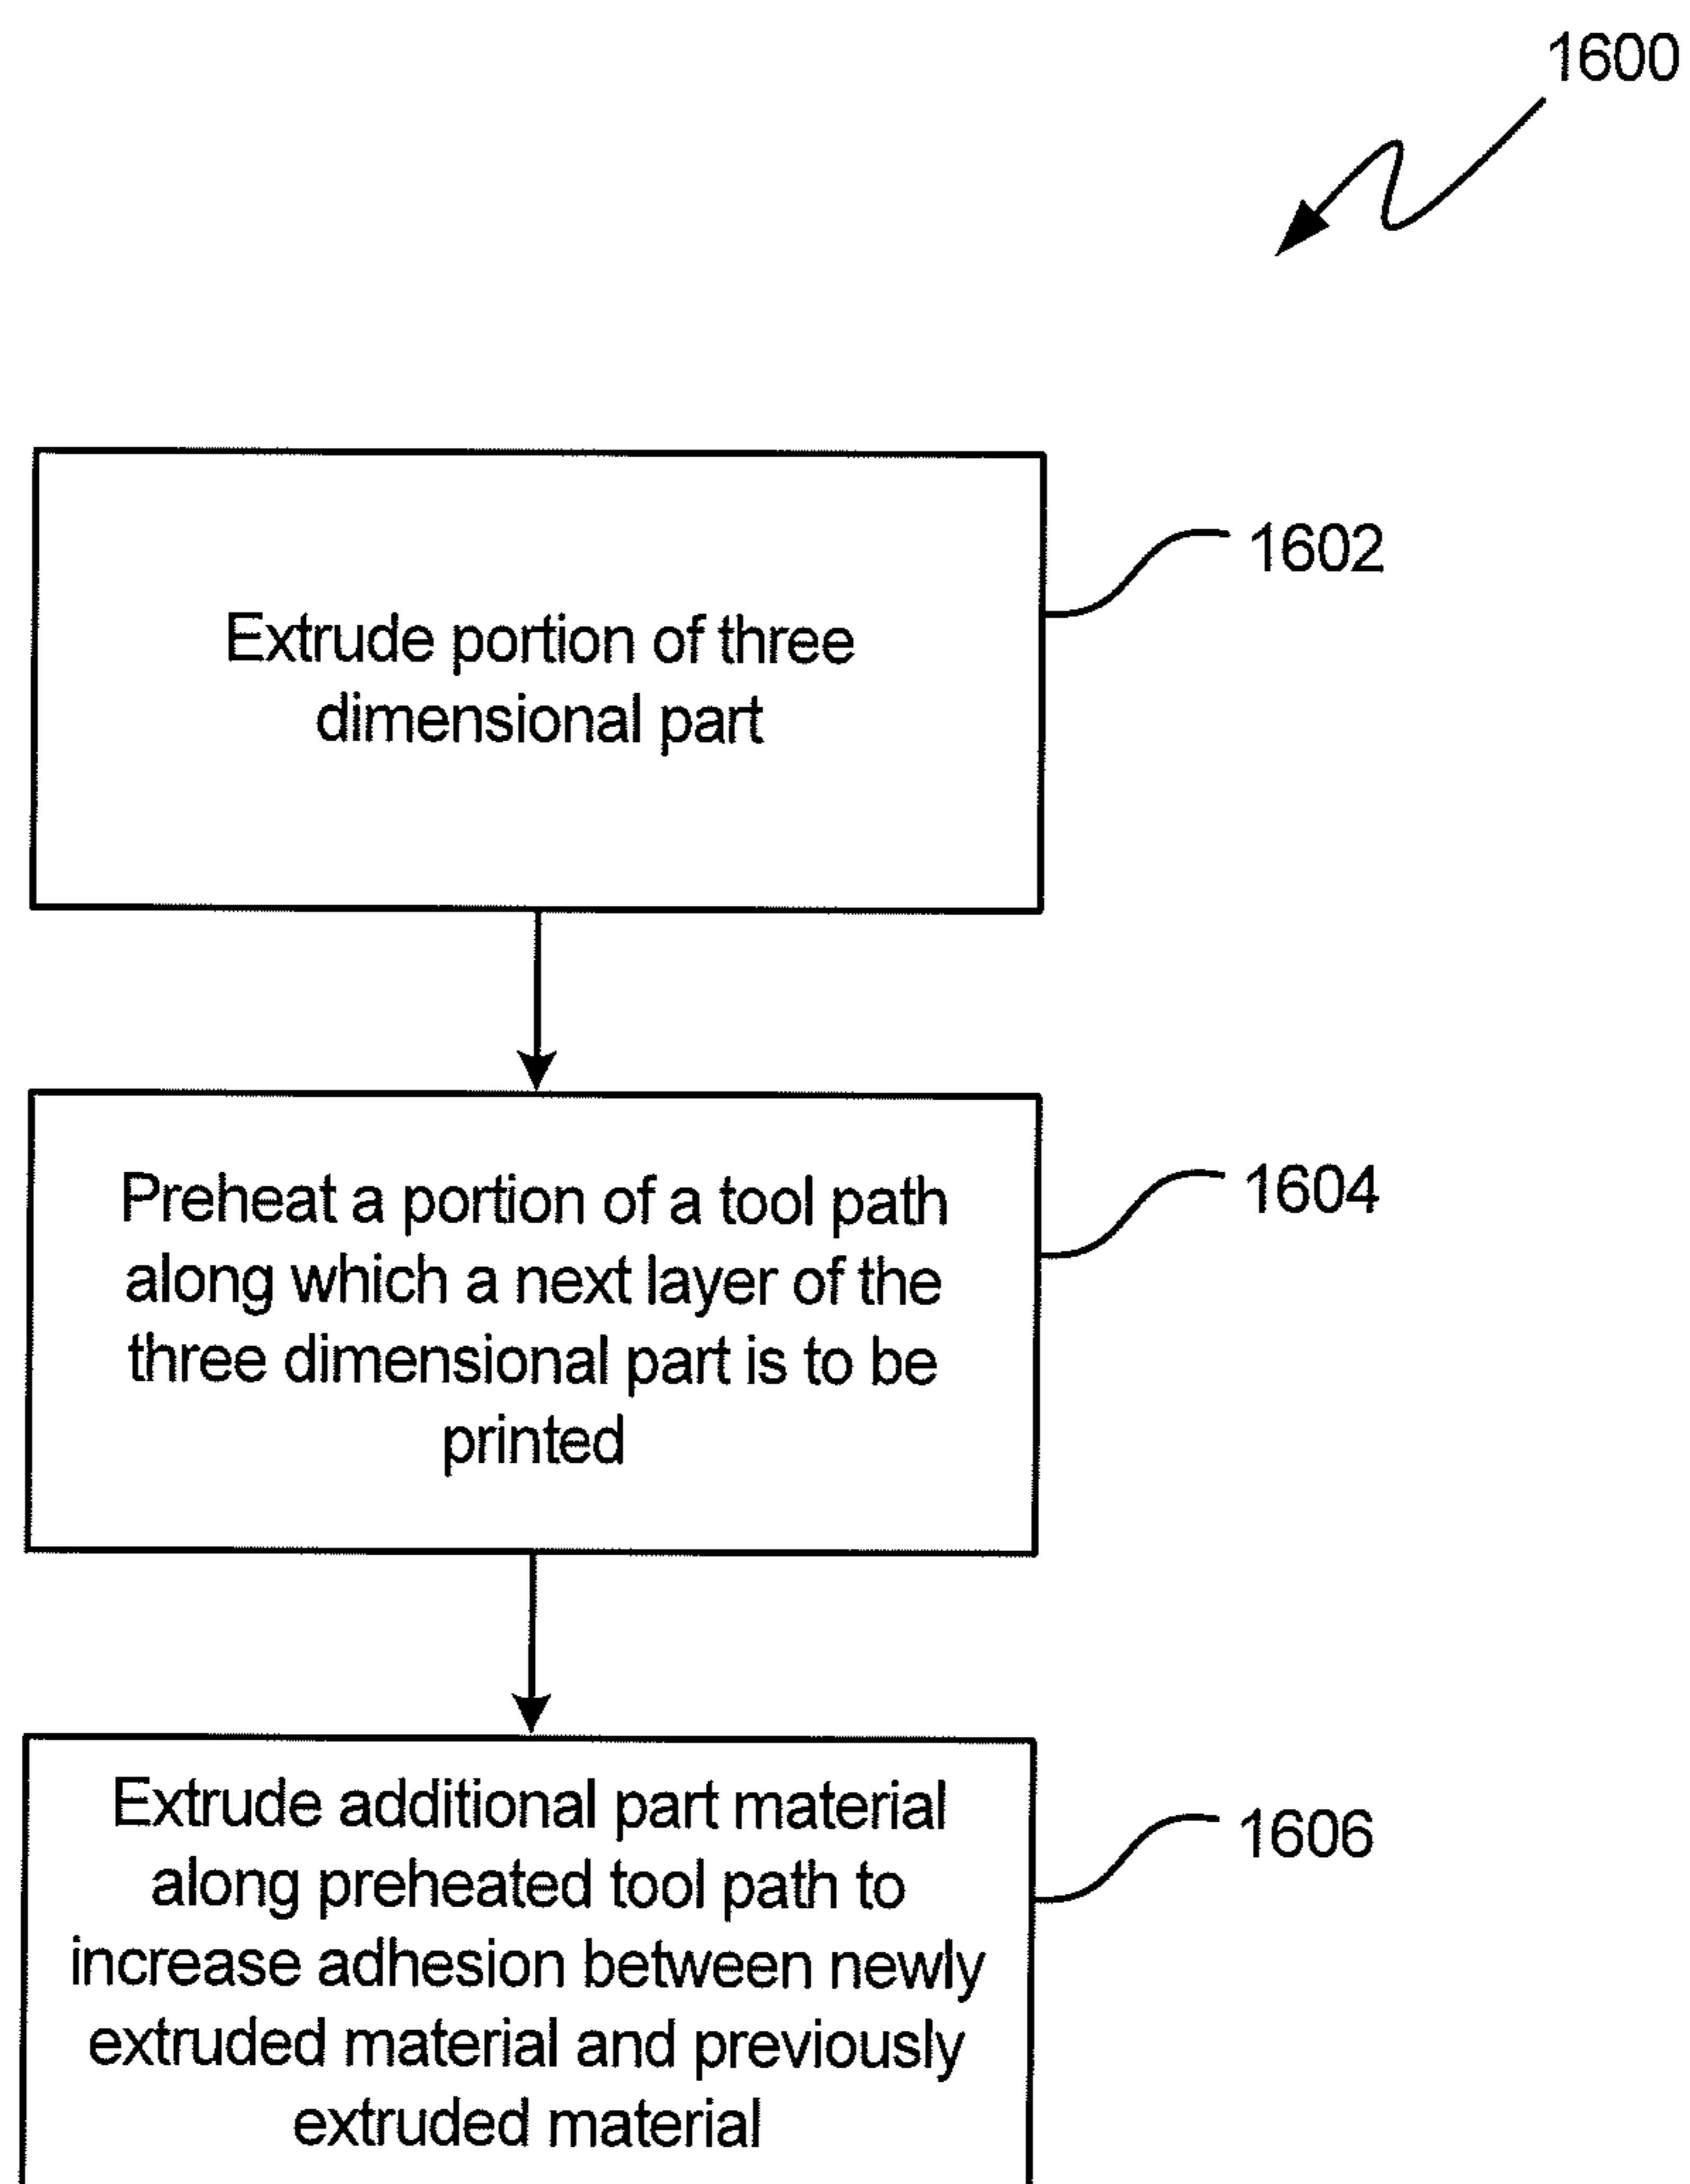 1600
Extrude portion of three
dimensional part
1602
Preheat a portion of a tool path
along which a next layer of the
three dimensional part is to be
printed
1604
Extrude additional part material
along preheated tool path to
increase adhesion between newly
extruded material and previously
extruded material
1606